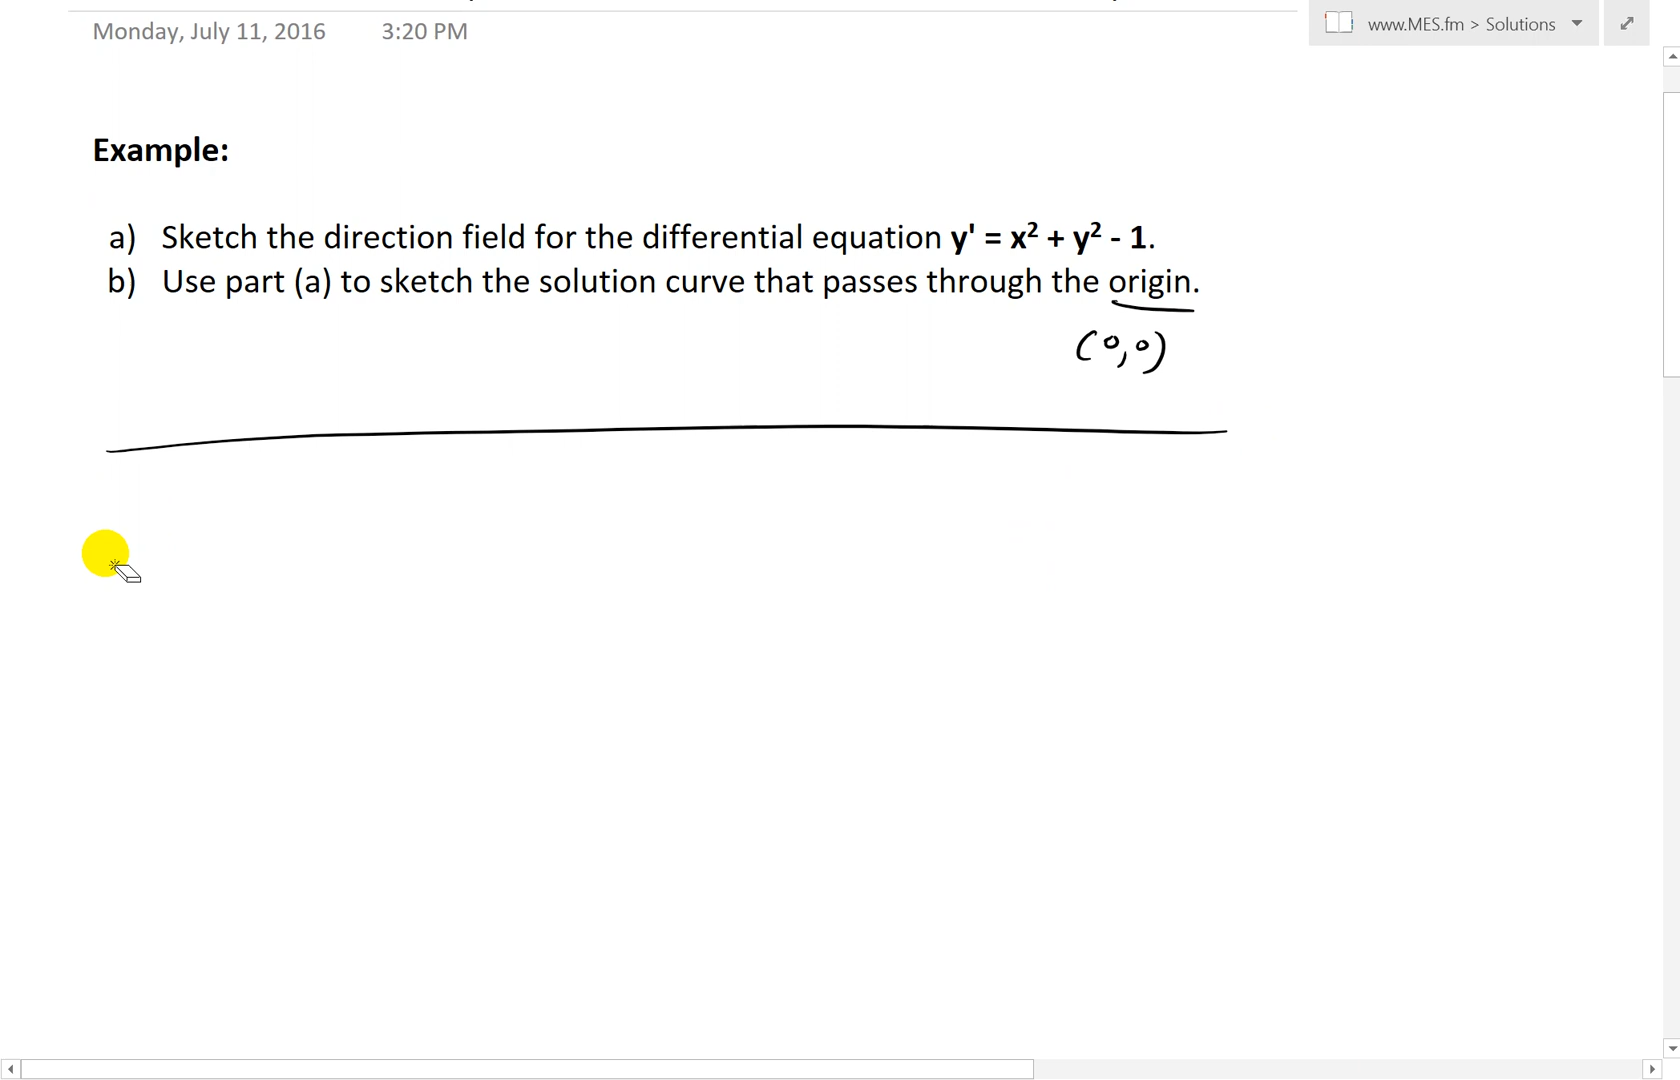 Monday, July 11, 2016 3:20 PM
www.MES.fm > Solutions
Example:
a) Sketch the direction field for the differential equation y' = x² + y² - 1.
b) Use part (a) to sketch the solution curve that passes through the origin.
(0,0)